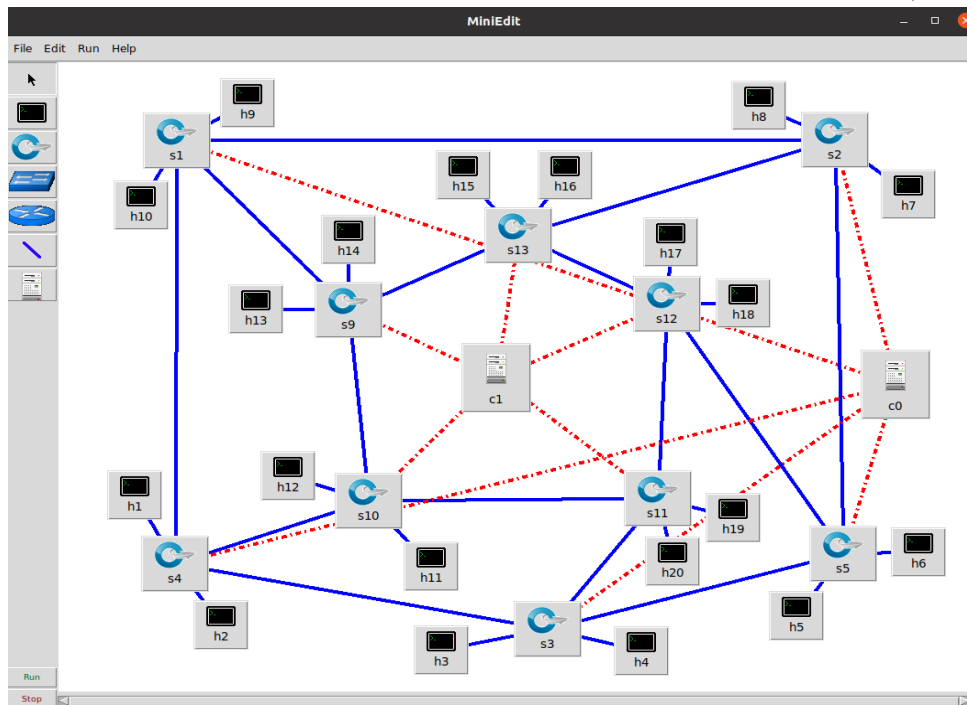 MiniEdit
File Edit Run Help
h9
h8
s1
s2
h15
h16
h10
h7
h14
s13
h17
h13
s9
s12
h18
c1
c0
h12
h1
s10
s11
h19
h11
h20
s4
s5
h6
h2
h5
s3
h3
h4
Run
Stop